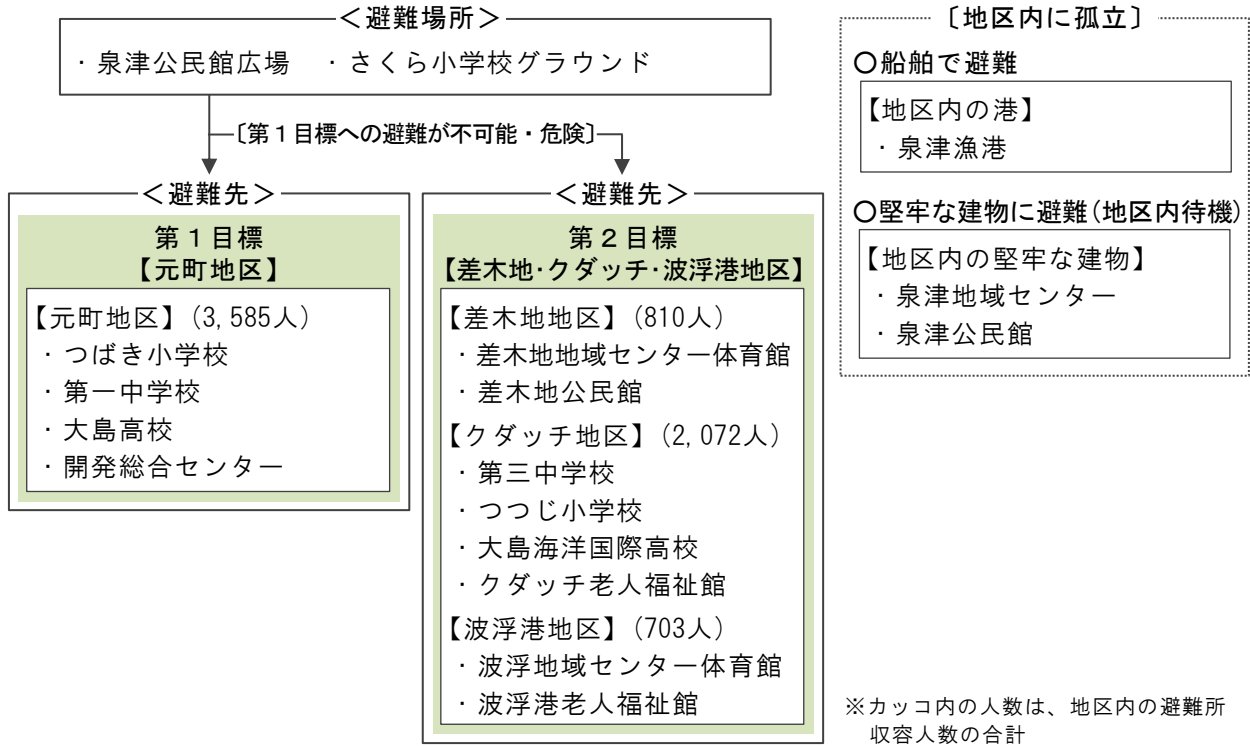 ＜避難場所＞
・泉津公民館広場　・さくら小学校グラウンド
〔第１目標への避難が不可能・危険〕
＜避難先＞
第１目標
【元町地区】
【元町地区】(3,585人)
・つばき小学校
・第一中学校
・大島高校
・開発総合センター
＜避難先＞
第２目標
【差木地･クダッチ･波浮港地区】
【差木地地区】(810人)
・差木地地域センター体育館
・差木地公民館
【クダッチ地区】(2,072人)
・第三中学校
・つつじ小学校
・大島海洋国際高校
・クダッチ老人福祉館
【波浮港地区】(703人)
・波浮地域センター体育館
・波浮港老人福祉館
〔地区内に孤立〕
○船舶で避難
【地区内の港】
・泉津漁港
○堅牢な建物に避難(地区内待機)
【地区内の堅牢な建物】
・泉津地域センター
・泉津公民館
※カッコ内の人数は、地区内の避難所
収容人数の合計